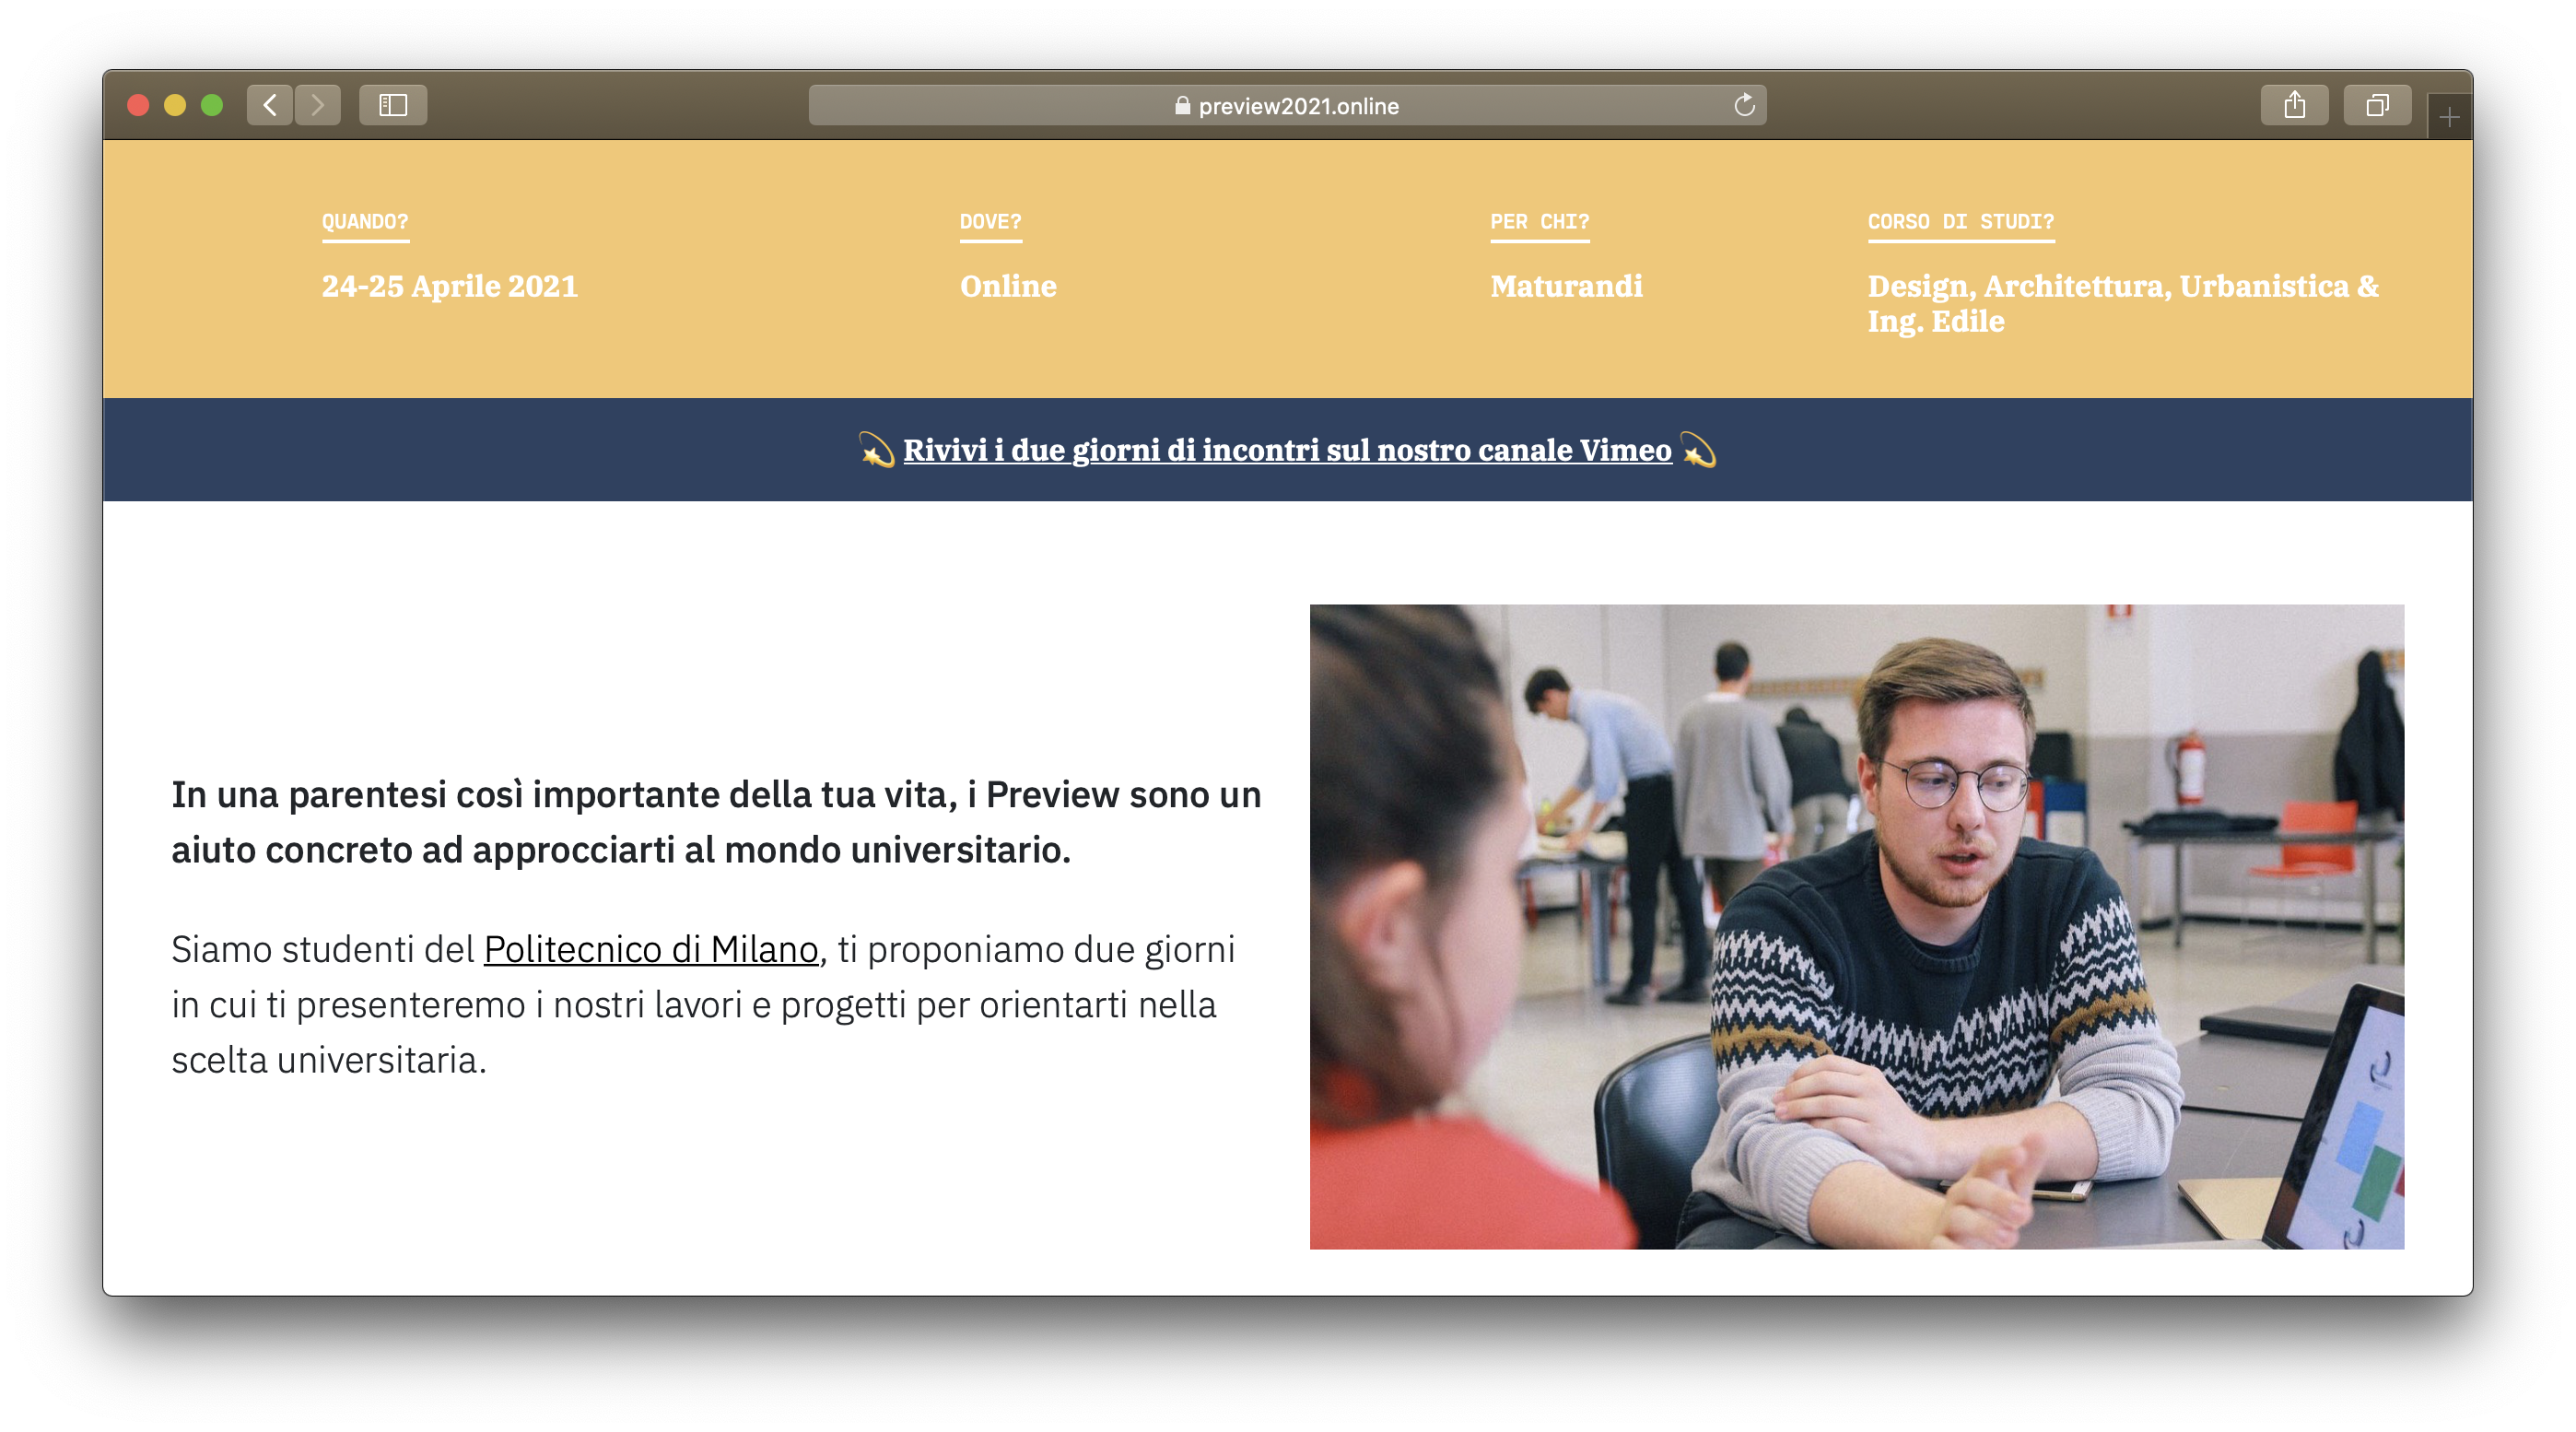 preview2021.online
QUANDO?
24-25 Aprile 2021
DOVE?
Online
PER CHI?
Maturandi
CORSO DI STUDI?
Design, Architettura, Urbanistica &
Ing. Edile
💫 Rivivi i due giorni di incontri sul nostro canale Vimeo 💫
In una parentesi così importante della tua vita, i Preview sono un
aiuto concreto ad approcciarti al mondo universitario.
Siamo studenti del Politecnico di Milano, ti proponiamo due giorni
in cui ti presenteremo i nostri lavori e progetti per orientarti nella
scelta universitaria.